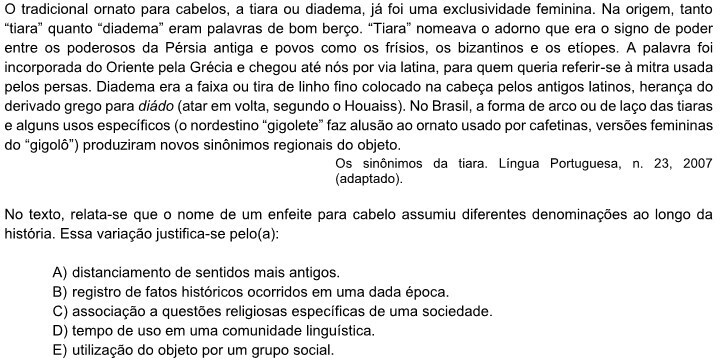 O tradicional ornato para cabelos, a tiara ou diadema, já foi uma exclusividade feminina. Na origem, tanto
“tiara” quanto “diadema” eram palavras de bom berço. “Tiara” nomeava o adorno que era o signo de poder
entre os poderosos da Pérsia antiga e povos como os frísios, os bizantinos e os etíopes. A palavra foi
incorporada do Oriente pela Grécia e chegou até nós por via latina, para quem queria referir-se à mitra usada
pelos persas. Diadema era a faixa ou tira de linho fino colocado na cabeça pelos antigos latinos, herança do
derivado grego para diádo (atar em volta, segundo o Houaiss). No Brasil, a forma de arco ou de laço das tiaras
e alguns usos específicos (o nordestino “gigolete” faz alusão ao ornato usado por cafetinas, versões femininas
do “gigolô”) produziram novos sinônimos regionais do objeto.
Os sinônimos da tiara. Língua Portuguesa, n. 23, 2007
(adaptado).
No texto, relata-se que o nome de um enfeite para cabelo assumiu diferentes denominações ao longo da
história. Essa variação justifica-se pelo(a):
A) distanciamento de sentidos mais antigos.
B) registro de fatos históricos ocorridos em uma dada época.
C) associação a questões religiosas específicas de uma sociedade.
D) tempo de uso em uma comunidade linguística.
E) utilização do objeto por um grupo social.